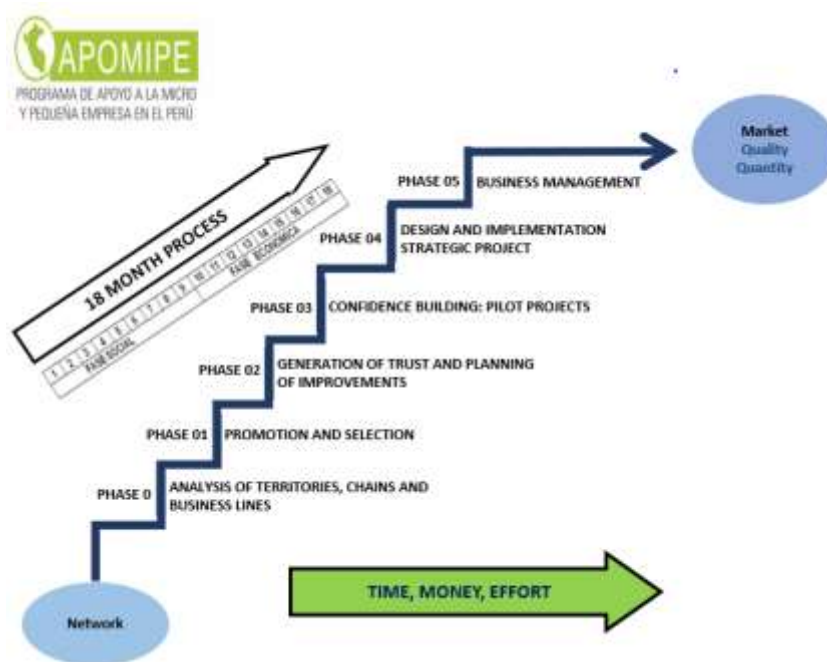 APOMIPE
PROGRAMA DE APOYO A LA MICRO
Y PEQUEÑA EMPRESA EN EL PERÚ
Market
Quality
Quantity
PHASE 05
BUSINESS MANAGEMENT
PHASE 04
DESIGN AND IMPLEMENTATION
STRATEGIC PROJECT
18 MONTH PROCESS
1 2 3 4 5 6 7 8 9 10 11 12 13 14 15 16 17 18
FASE SOCIAL
FASE ECONOMICA
PHASE 03
CONFIDENCE BUILDING: PILOT PROJECTS
PHASE 02
GENERATION OF TRUST AND PLANNING
OF IMPROVEMENTS
PHASE 01
PROMOTION AND SELECTION
PHASE 0
ANALYSIS OF TERRITORIES, CHAINS AND
BUSINESS LINES
TIME, MONEY, EFFORT
Network